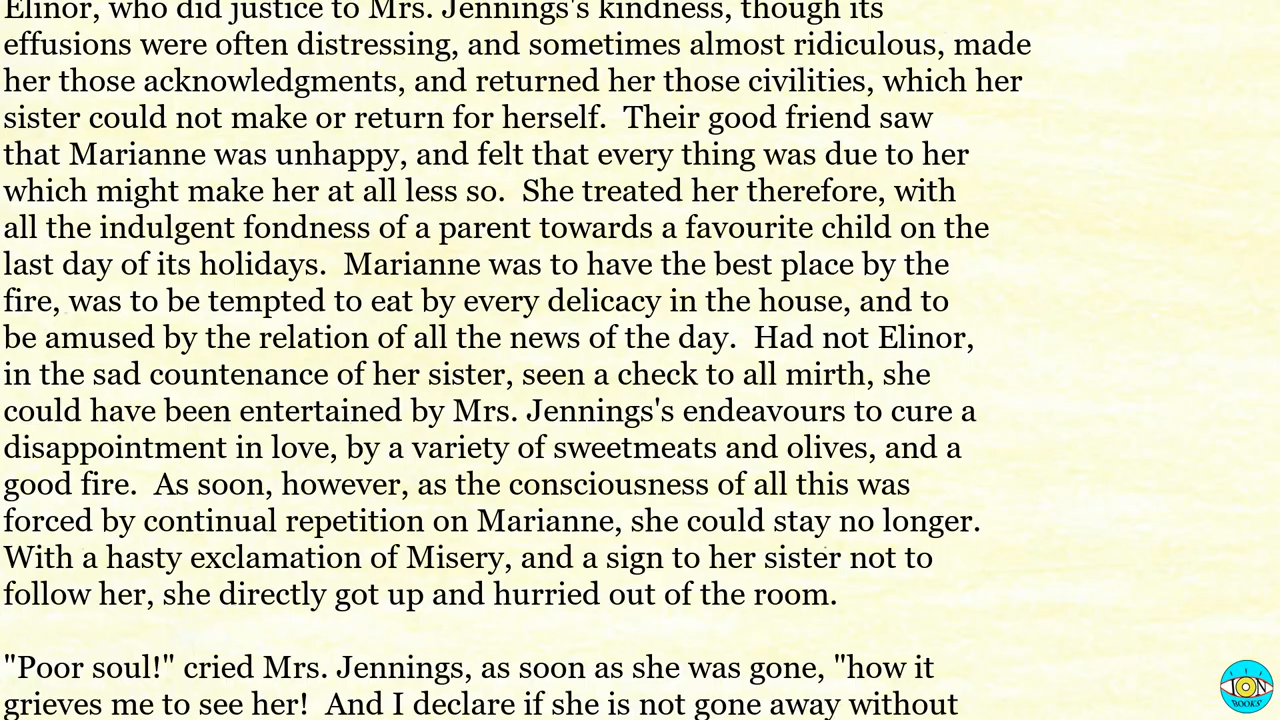 Elinor, who did justice to Mrs. Jennings's kindness, though its
effusions were often distressing, and sometimes almost ridiculous, made
her those acknowledgments, and returned her those civilities, which her
sister could not make or return for herself.  Their good friend saw
that Marianne was unhappy, and felt that every thing was due to her
which might make her at all less so.  She treated her therefore, with
all the indulgent fondness of a parent towards a favourite child on the
last day of its holidays.  Marianne was to have the best place by the
fire, was to be tempted to eat by every delicacy in the house, and to
be amused by the relation of all the news of the day.  Had not Elinor,
in the sad countenance of her sister, seen a check to all mirth, she
could have been entertained by Mrs. Jennings's endeavours to cure a
disappointment in love, by a variety of sweetmeats and olives, and a
good fire.  As soon, however, as the consciousness of all this was
forced by continual repetition on Marianne, she could stay no longer.
With a hasty exclamation of Misery, and a sign to her sister not to
follow her, she directly got up and hurried out of the room.

"Poor soul!" cried Mrs. Jennings, as soon as she was gone, "how it
grieves me to see her!  And I declare if she is not gone away without
ION
BOOKS